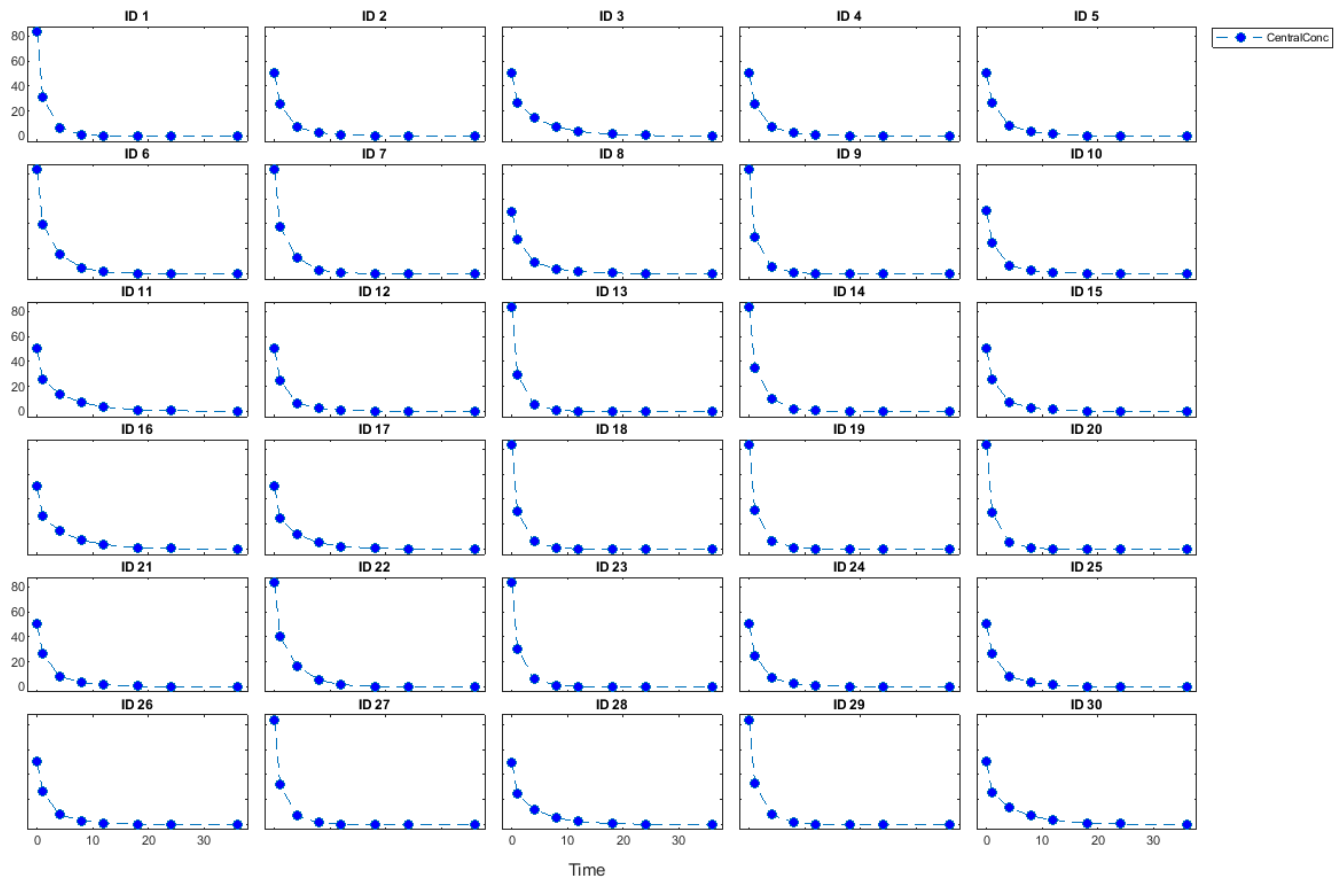 ID 1 ID 2 ID 3 ID 4 ID 5
CentralConc
80
60
40
20
0
ID 6 ID 7 ID 8 ID 9 ID 10
ID 11 ID 12 ID 13 ID 14 ID 15
80
60
40
20
0
ID 16 ID 17 ID 18 ID 19 ID 20
ID 21 ID 22 ID 23 ID 24 ID 25
80
60
40
20
0
ID 26 ID 27 ID 28 ID 29 ID 30
0 10 20 30 0 10 20 30 0 10 20 30
Time